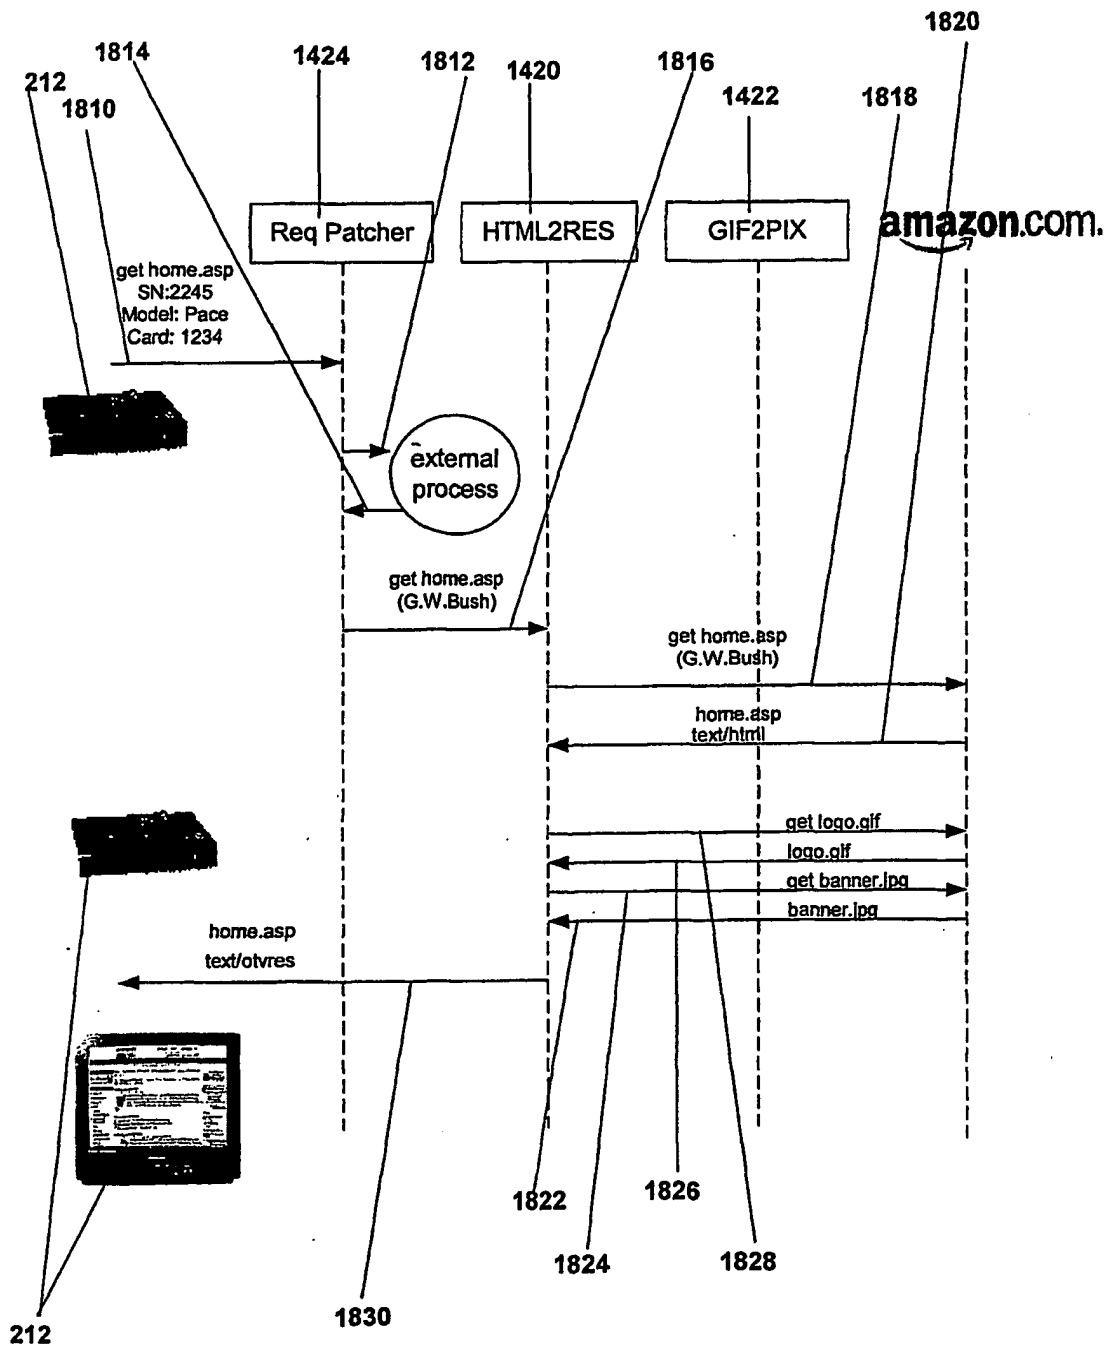 1820
1814
1424
1812
1420
1816
212
1810
1422
1818
Req Patcher
HTML2RES
GIF2PIX
amazon.com.
get home.asp
SN:2245
Model: Pace
Card: 1234
external
process
get home.asp
(G.W.Bush)
get home.asp
(G.W.Bush)
home.asp
text/html
get logo.gif
logo.gif
get banner.jpg
banner.jpg
home.asp
text/otvres
1822
1826
1824
1828
1830
212